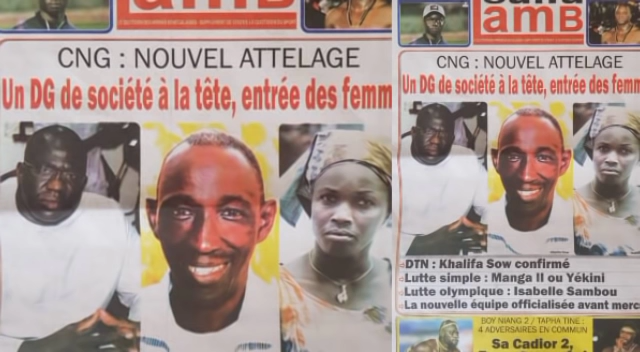 amB
CNG : NOUVEL ATTELAGE
Un DG de société à la tête, entrée des femm
amB
CNG : NOUVEL ATTELAGE
Un DG de société à la tête, entrée des femm
DTN : Khalifa Sow confirmé
Lutte simple : Manga II ou Yékini
Lutte olympique : Isabelle Sambou
La nouvelle équipe officialisée avant merc
BOY NIANG 2 / TAPHA TINE :
4 ADVERSAIRES EN COMMUN
Sa Cadior 2,